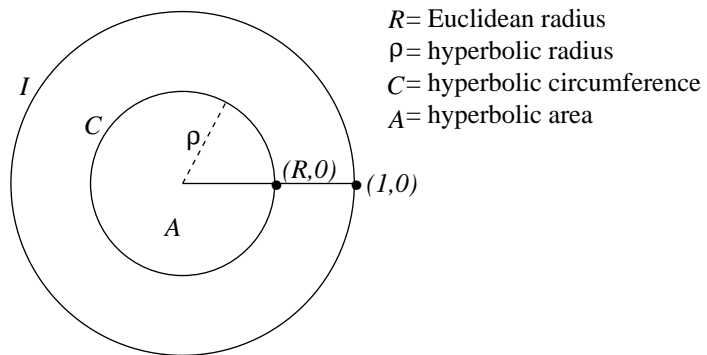 R= Euclidean radius
ρ= hyperbolic radius
C= hyperbolic circumference
A= hyperbolic area
I
C
ρ
(R,0)
(1,0)
A